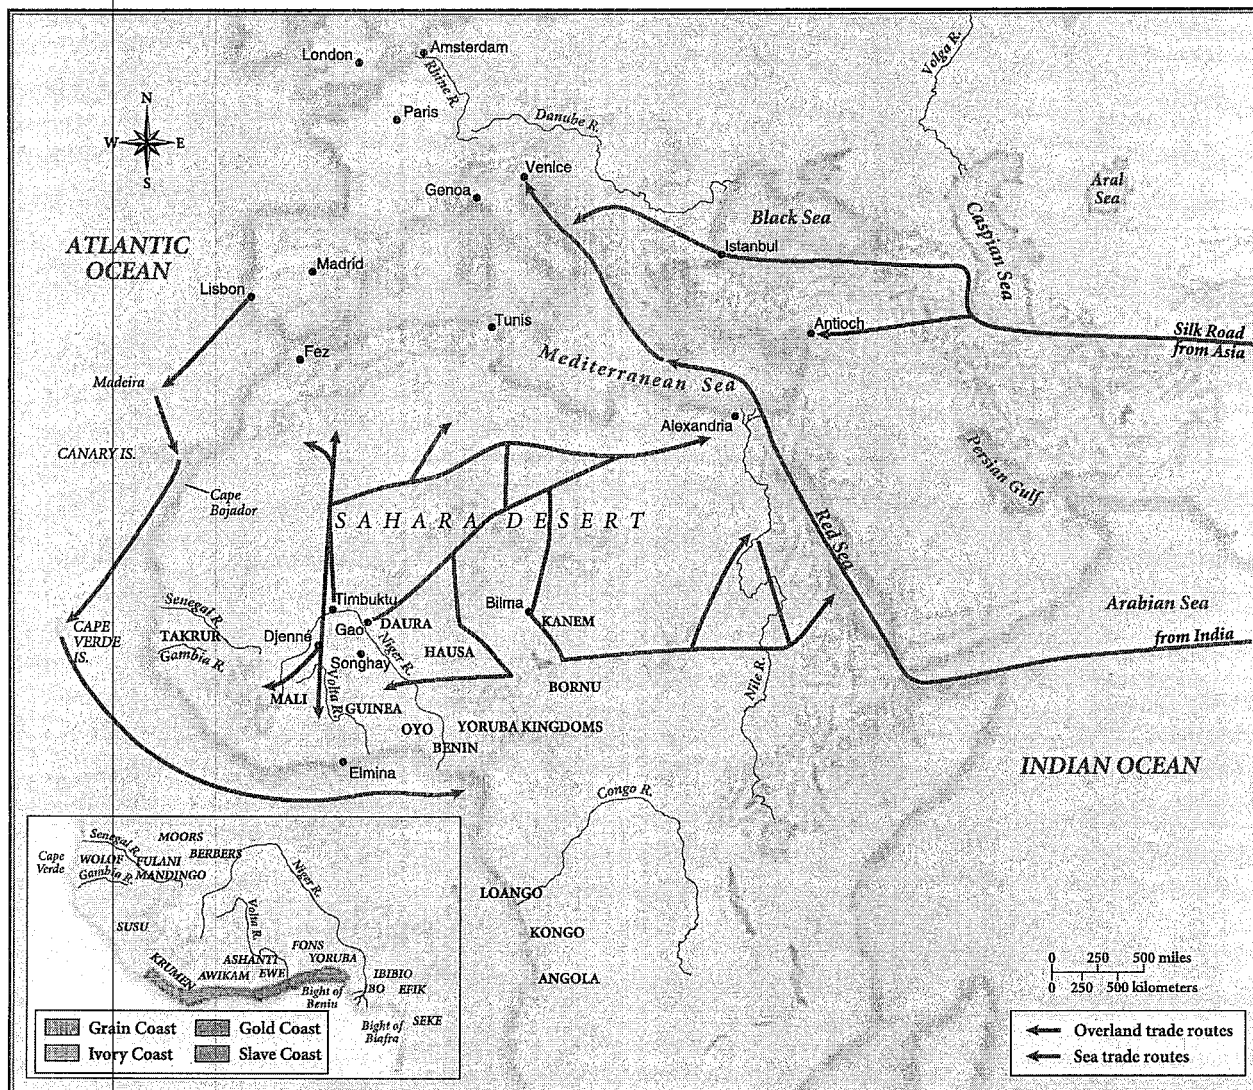 London
Amsterdam
Rhine R.
Volga R.
N
W E
S
Paris
Danube R.
Venice
Genoa
Aral
Sea
Black Sea
Caspian Sea
ATLANTIC
OCEAN
Istanbul
Madrid
Lisbon
Tunis
Antioch
Silk Road
from Asia
Fez
Mediterranean Sea
Madeira
Alexandria
CANARY IS.
Persian Gulf
Cape
Bojador
SAHARA DESERT
Red Sea
Timbuktu
Bilma
Senegal R.
Arabian Sea
CAPE
VERDE
IS.
TAKRUR
Djenné
Gao
DAURA
KANEM
from India
Gambia R.
Songhay
Niger R.
HAUSA
Nile R.
MALI
Volta R.
BORNU
GUINEA
OYO
YORUBA KINGDOMS
BENIN
Elmina
INDIAN OCEAN
Congo R.
LOANGO
KONGO
ANGOLA
Senegal R.
MOORS
Cape
Verde
WOLOF
FULANI
BERBERS
Gambia R.
MANDINGO
Niger R.
SUSU
Volta R.
FONS
ASHANTI
YORUBA
KRUMEN
AWIKAM
EWE
IBIBIO
IBO
EFIK
Bight of
Benin
Bight of
Biafra
SEKE
Grain Coast
Gold Coast
Ivory Coast
Slave Coast
0 250 500 miles
0 250 500 kilometers
Overland trade routes
Sea trade routes